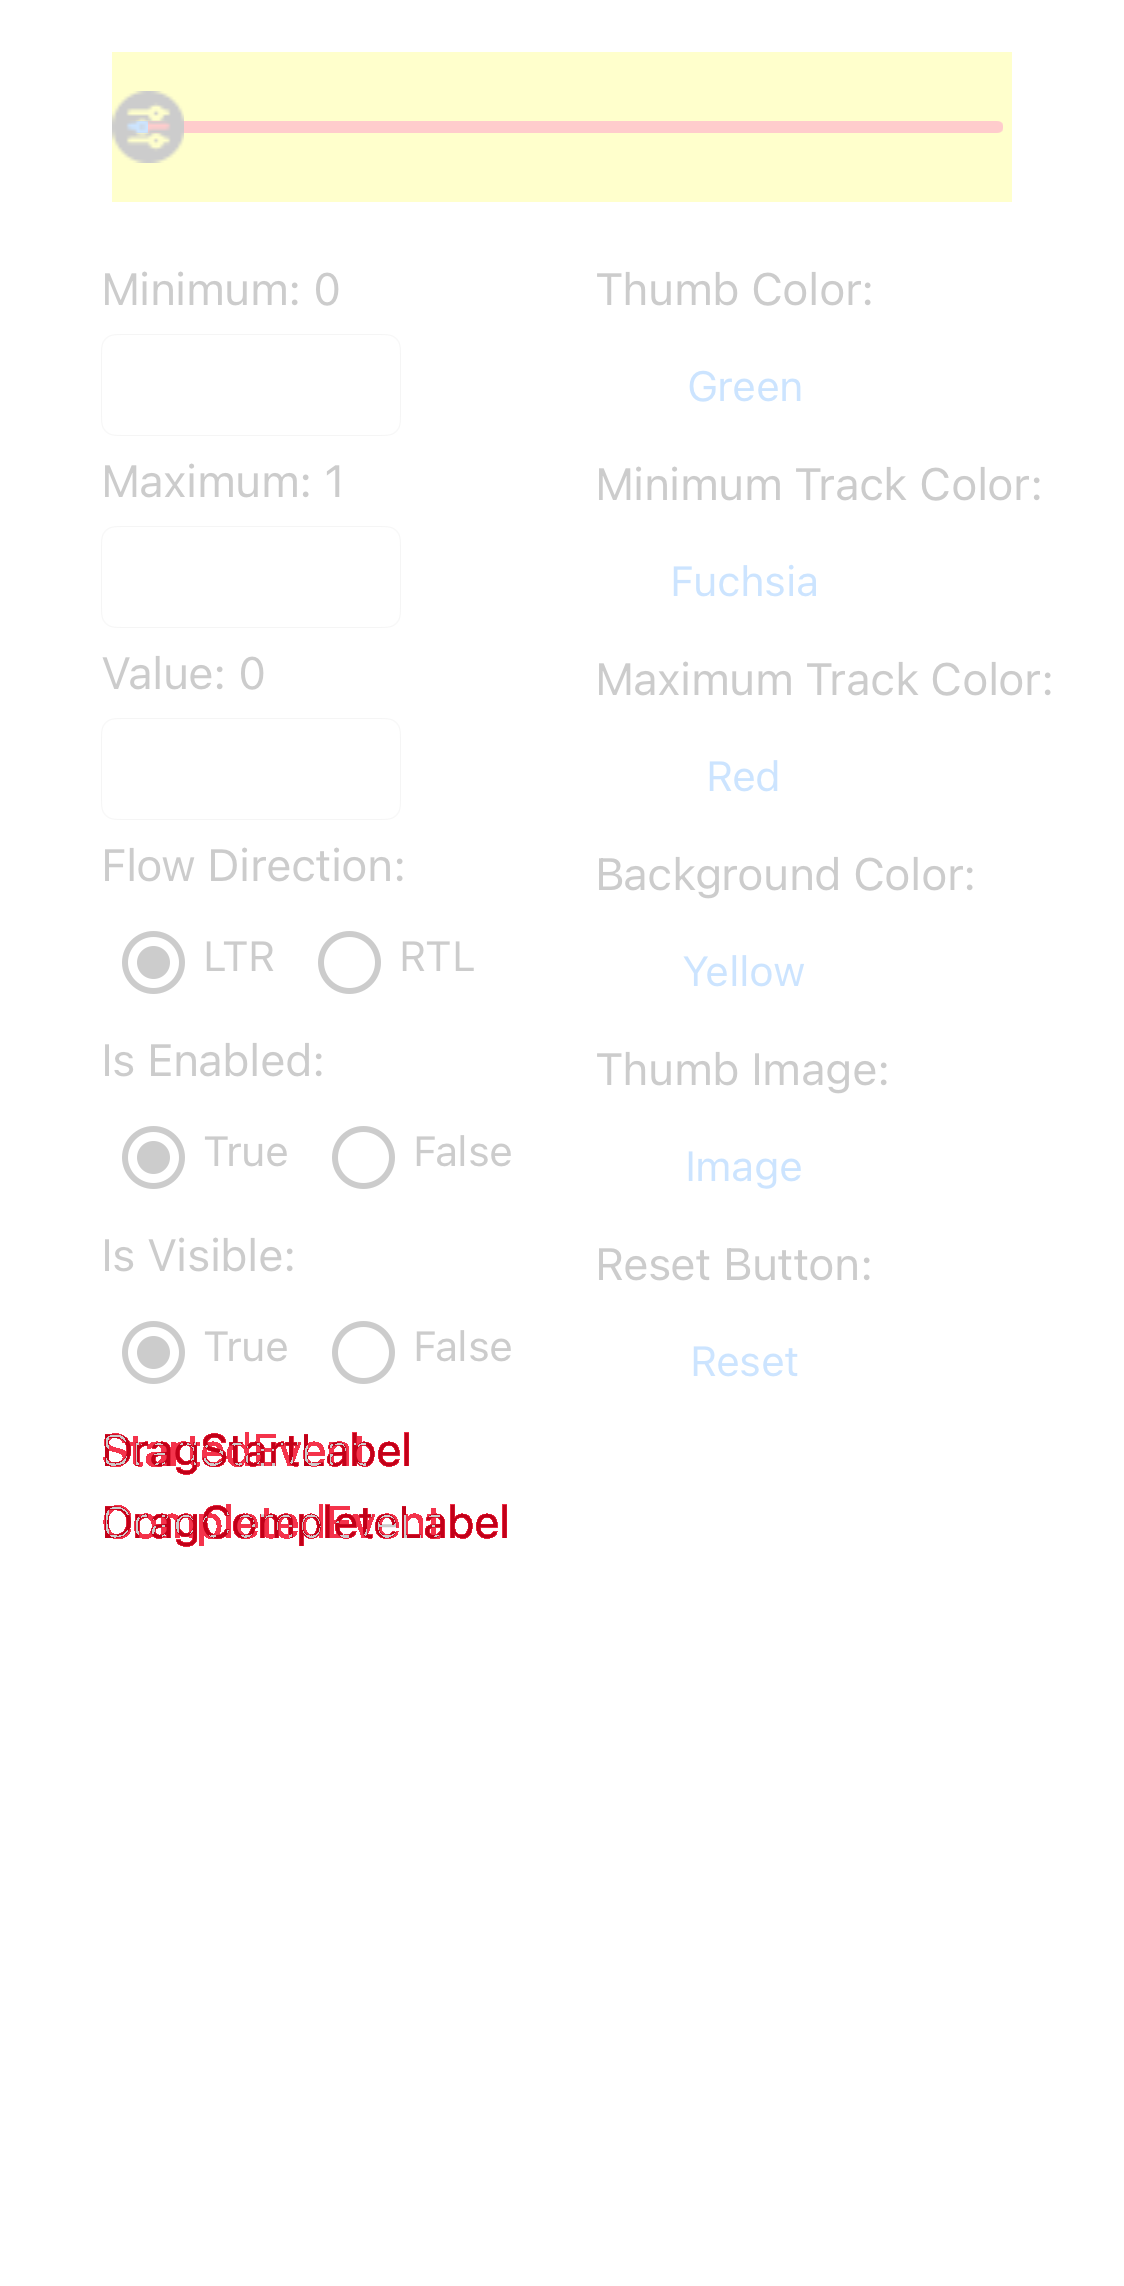 Minimum: 0
Maximum: 1
Value: 0
Flow Direction:
LTR RTL
Is Enabled:
True False
Is Visible:
True False
Thumb Color:
Green
Minimum Track Color:
Fuchsia
Maximum Track Color:
Red
Background Color:
Yellow
Thumb Image:
Image
Reset Button:
Reset
DragStartLabel
DragCompleteLabel